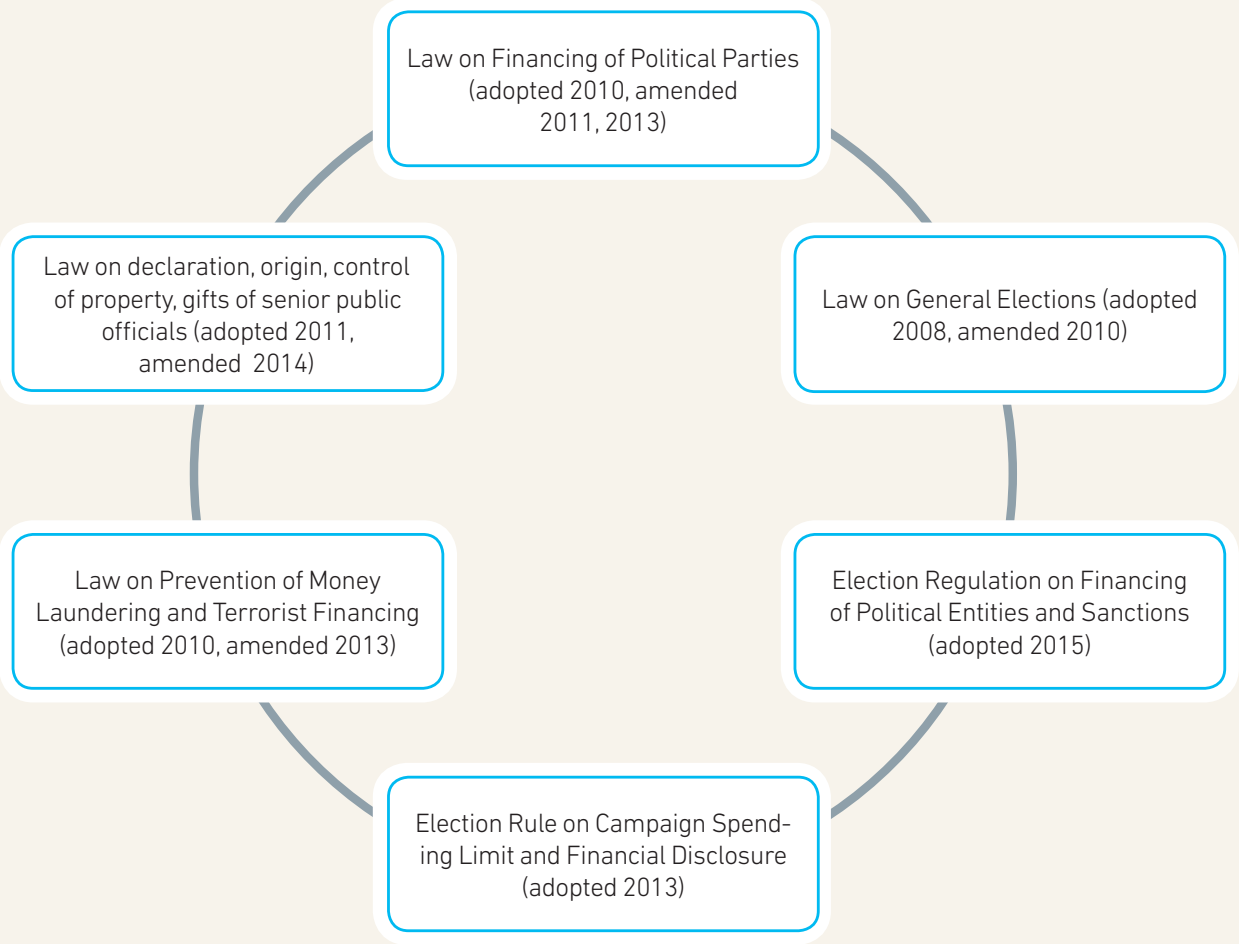 Law on Financing of Political Parties
(adopted 2010, amended
2011, 2013)
Law on General Elections (adopted
2008, amended 2010)
Election Regulation on Financing
of Political Entities and Sanctions
(adopted 2015)
Election Rule on Campaign Spend-
ing Limit and Financial Disclosure
(adopted 2013)
Law on Prevention of Money
Laundering and Terrorist Financing
(adopted 2010, amended 2013)
Law on declaration, origin, control
of property, gifts of senior public
officials (adopted 2011,
amended  2014)